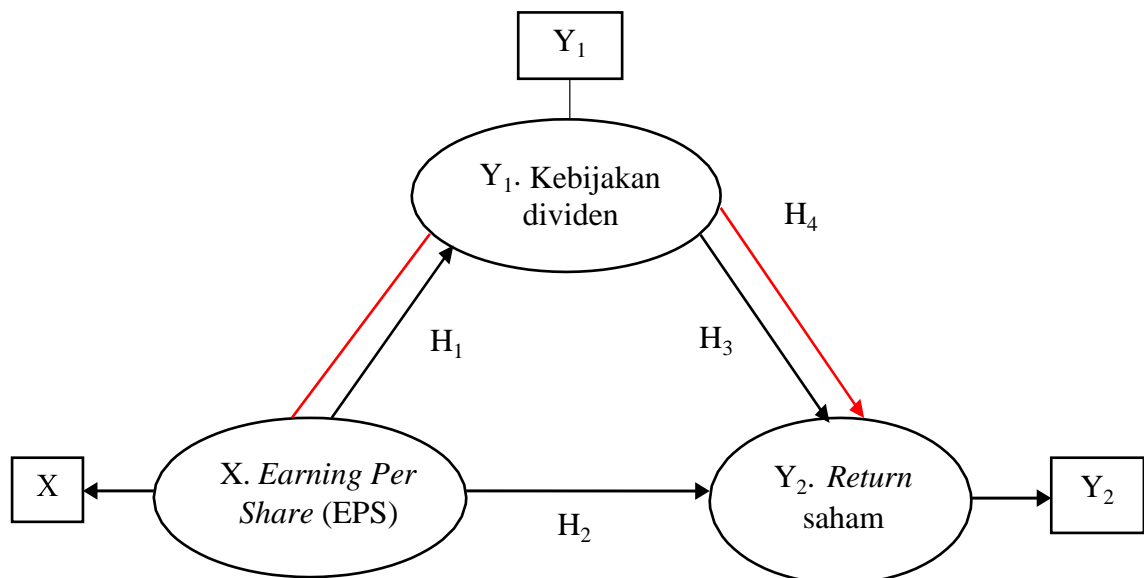 Y₁
Y₁. Kebijakan
dividen
H₄
H₁
H₃
X
X. Earning Per
Share (EPS)
H₂
Y₂. Return
saham
Y₂